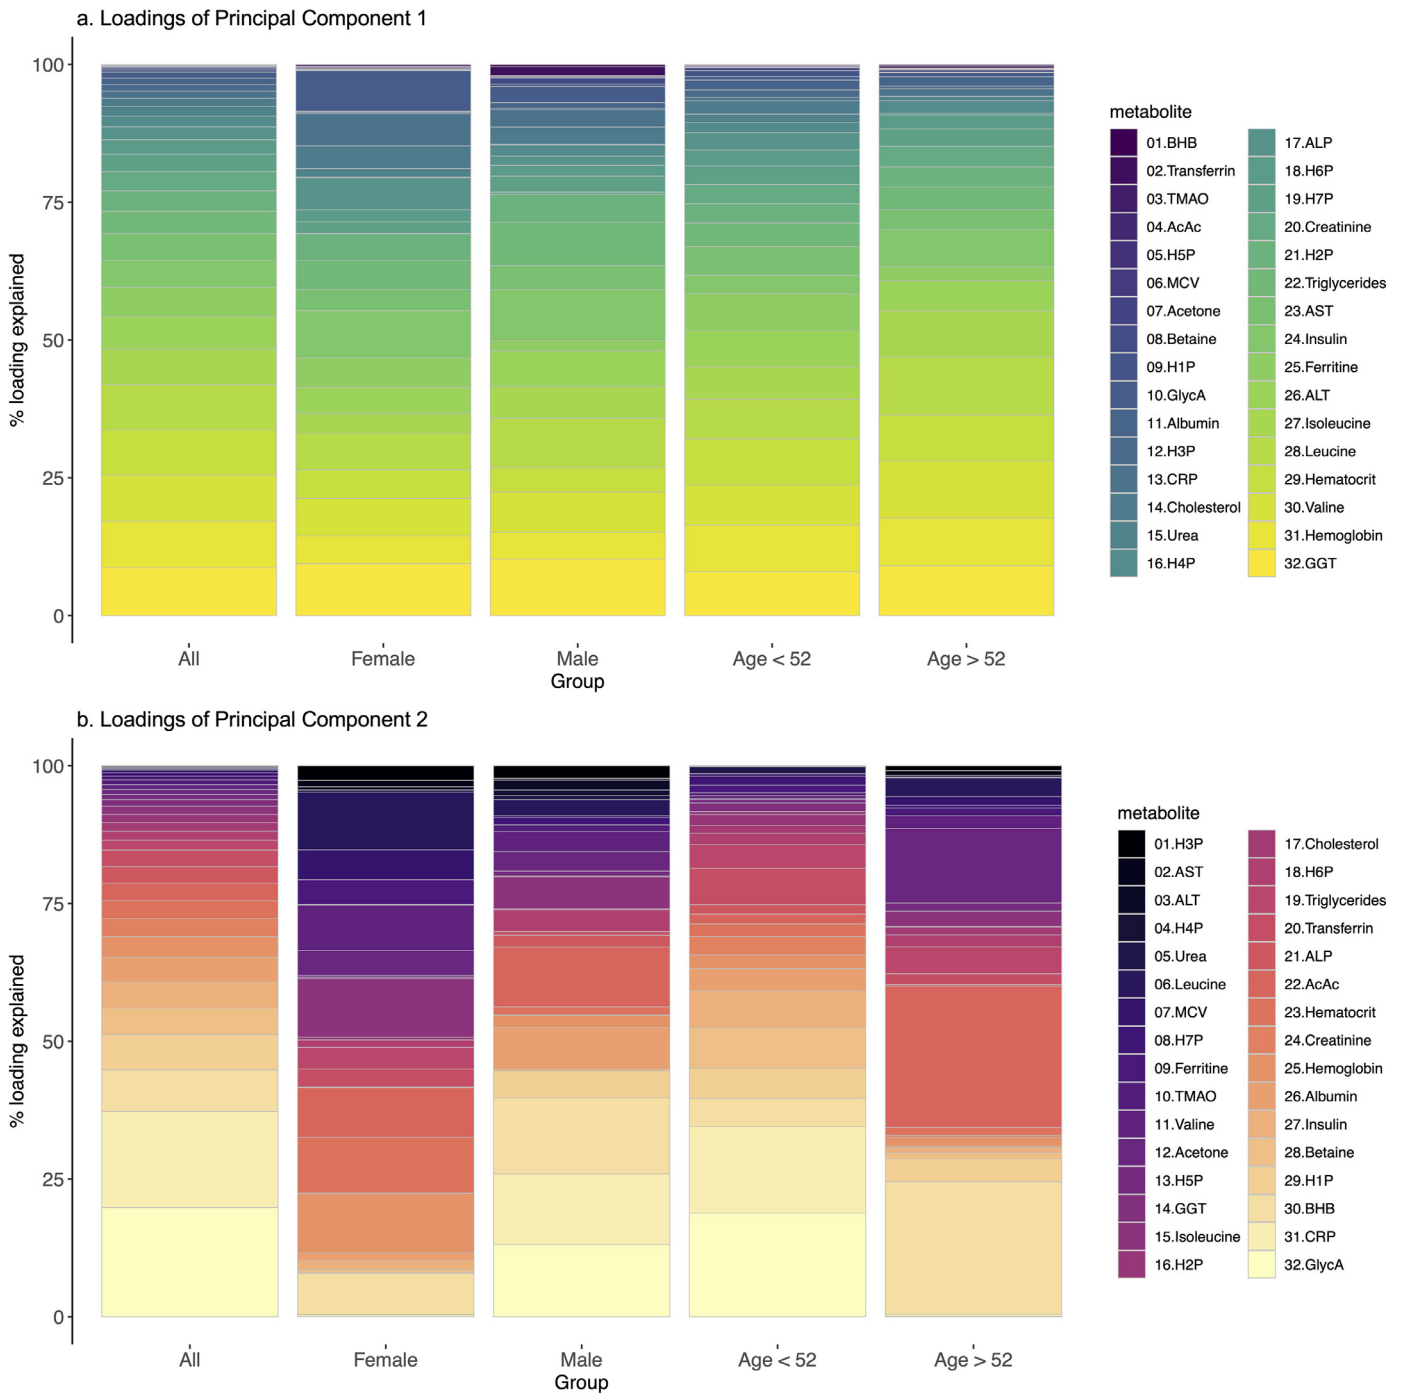 a. Loadings of Principal Component 1
% loading explained
100
75
50
25
0
All
Female
Male
Age < 52
Age > 52
Group
metabolite
01.BHB
02.Transferrin
03.TMAO
04.AcAc
05.H5P
06.MCV
07.Acetone
08.Betaine
09.H1P
10.GlycA
11.Albumin
12.H3P
13.CRP
14.Cholesterol
15.Urea
16.H4P
17.ALP
18.H6P
19.H7P
20.Creatinine
21.H2P
22.Triglycerides
23.AST
24.Insulin
25.Ferritine
26.ALT
27.Isoleucine
28.Leucine
29.Hematocrit
30.Valine
31.Hemoglobin
32.GGT
b. Loadings of Principal Component 2
% loading explained
100
75
50
25
0
All
Female
Male
Age < 52
Age > 52
Group
metabolite
01.H3P
02.AST
03.ALT
04.H4P
05.Urea
06.Leucine
07.MCV
08.H7P
09.Ferritine
10.TMAO
11.Valine
12.Acetone
13.H5P
14.GGT
15.Isoleucine
16.H2P
17.Cholesterol
18.H6P
19.Triglycerides
20.Transferrin
21.ALP
22.AcAc
23.Hematocrit
24.Creatinine
25.Hemoglobin
26.Albumin
27.Insulin
28.Betaine
29.H1P
30.BHB
31.CRP
32.GlycA